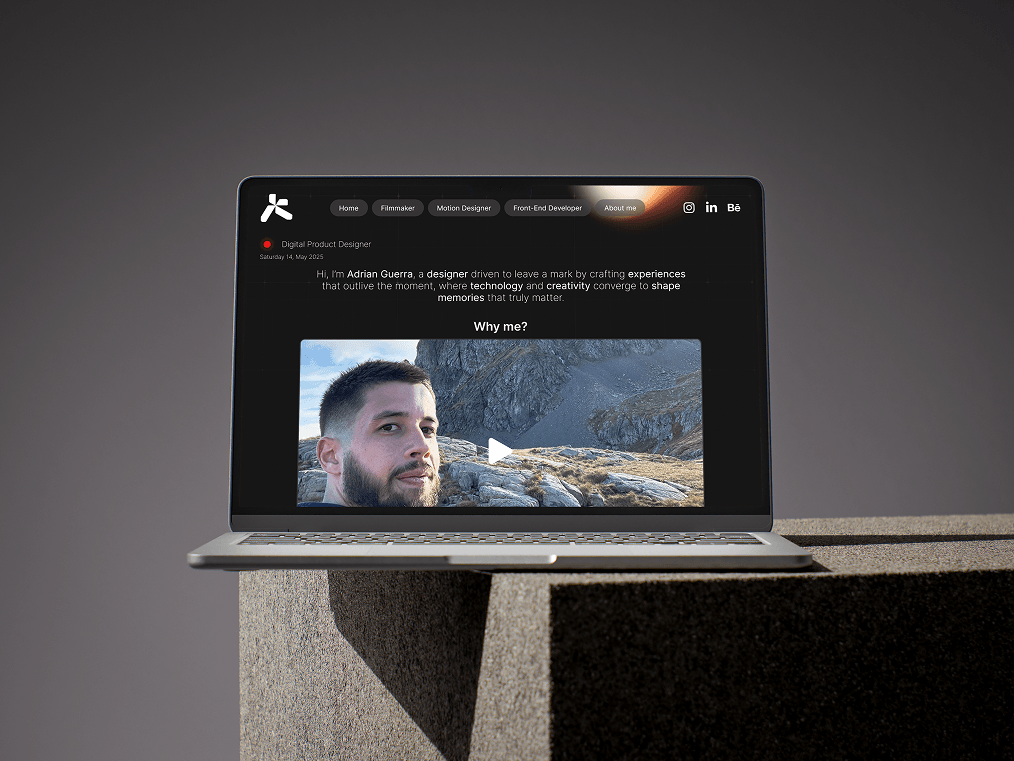 Home Filmmaker Motion Designer Front-End Developer About me in Bē
Digital Product Designer
Saturday 14, May 2025
Hi, I'm Adrian Guerra, a designer driven to leave a mark by crafting experiences
that outlive the moment, where technology and creativity converge to shape
memories that truly matter.
Why me?